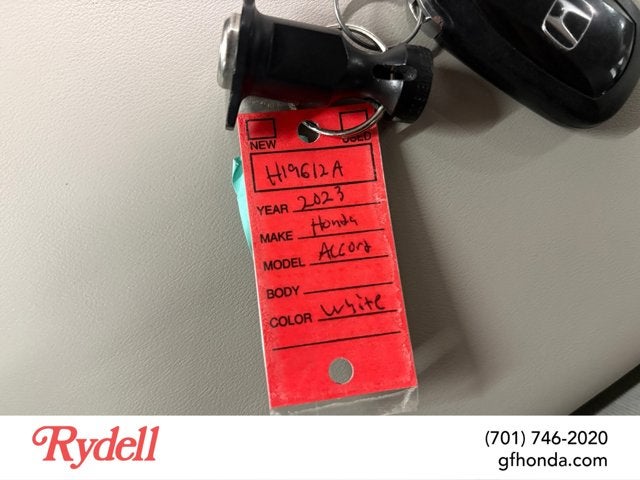 NEW USED
H19612A
YEAR 2023
MAKE Honda
MODEL Accord
BODY
COLOR White
Rydell
(701) 746-2020
gfhonda.com